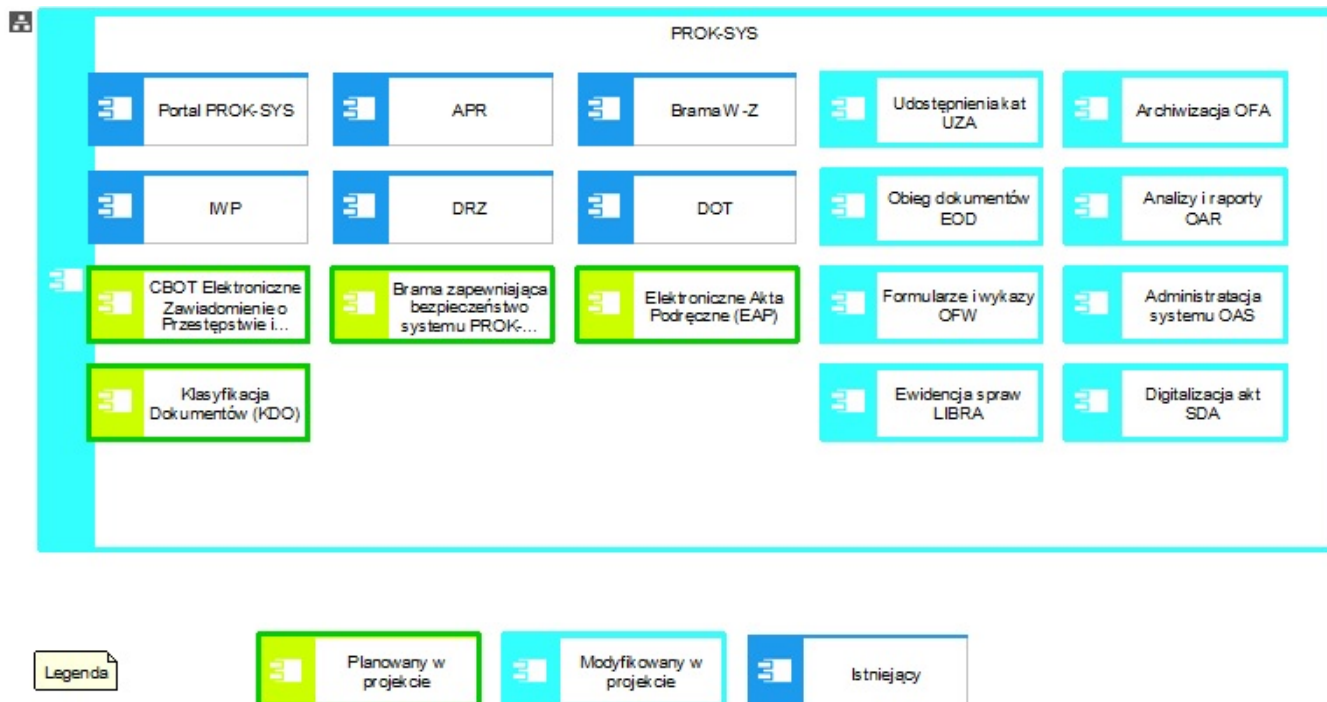 PROK-SYS
Portal PROK-SYS
APR
Brama W-Z
Udostępnienia kat
UZA
Archiwizacja OFA
IWP
DRZ
DOT
Obieg dokumentów
EOD
Analizy i raporty
OAR
CBOT Elektroniczne
Zawiadomienie o
Przestępstwie i...
Brama zapewniająca
bezpieczeństwo
systemu PROK-...
Elektroniczne Akta
Podręczne (EAP)
Formularze i wykazy
OFW
Administratacja
systemu OAS
Klasyfikacja
Dokumentów (KDO)
Ewidencja spraw
LIBRA
Digitalizacja akt
SDA
Legenda
Planowany w
projekcie
Modyfikowany w
projekcie
Istniejący